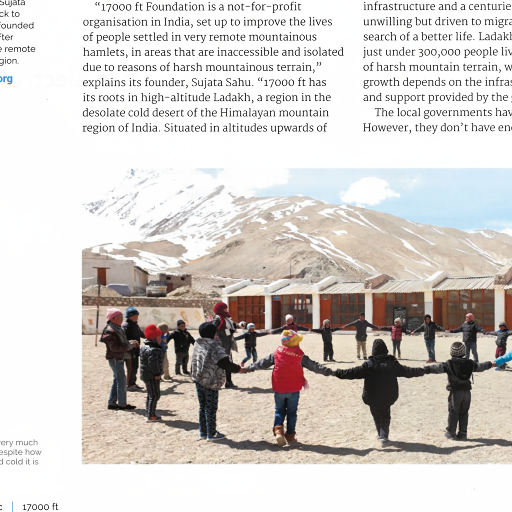 Sujata
ck to
founded
fter
e remote
gion.
org
"17000 ft Foundation is a not-for-profit
organisation in India, set up to improve the lives
of people settled in very remote mountainous
hamlets, in areas that are inaccessible and isolated
due to reasons of harsh mountainous terrain,"
explains its founder, Sujata Sahu. "17000 ft has
its roots in high-altitude Ladakh, a region in the
desolate cold desert of the Himalayan mountain
region of India. Situated in altitudes upwards of
infrastructure and a centurie
unwilling but driven to migra
search of a better life. Ladak
just under 300,000 people liv
of harsh mountain terrain, w
growth depends on the infras
and support provided by the
The local governments hav
However, they don't have en
very much
espite how
d cold it is
c | 17000 ft